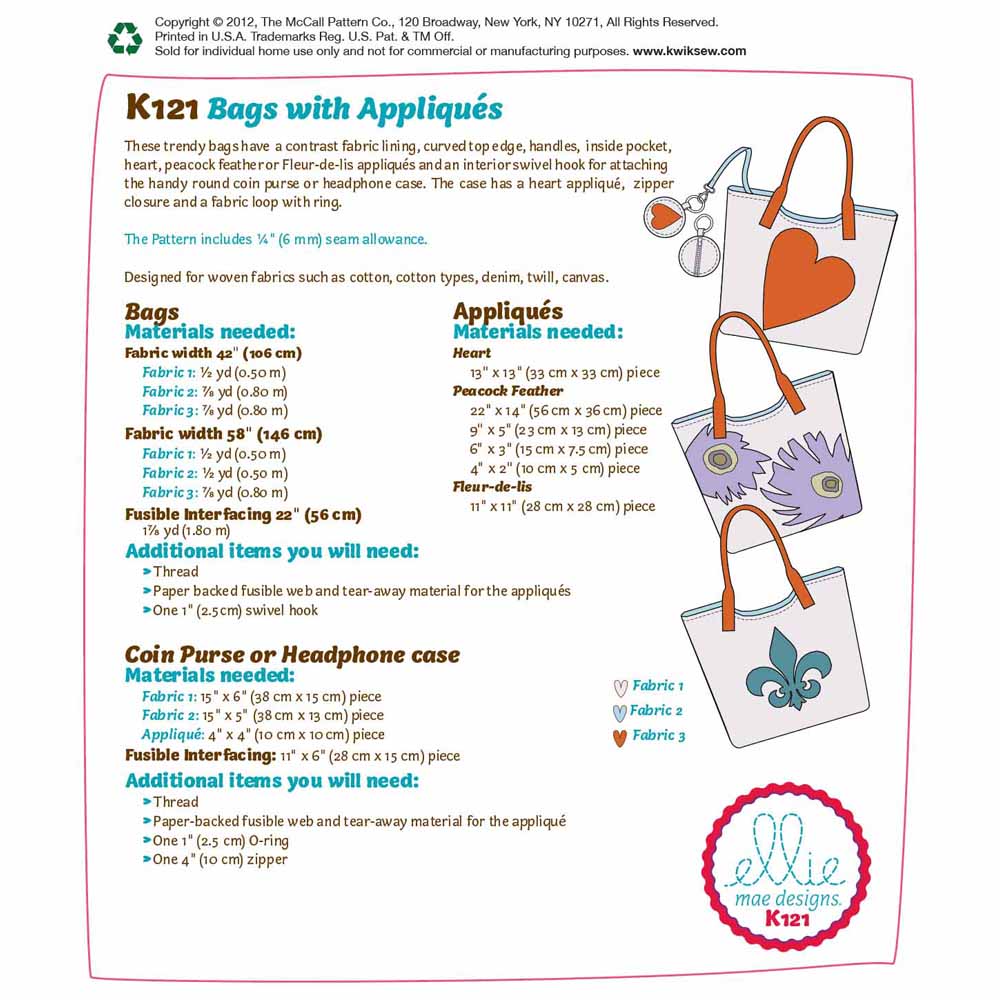 Copyright © 2012, The McCall Pattern Co., 120 Broadway, New York, NY 10271, All Rights Reserved.
Printed in U.S.A. Trademarks Reg. U.S. Pat. & TM Off.
Sold for individual home use only and not for commercial or manufacturing purposes. www.kwiksew.com
K121 Bags with Appliqués
These trendy bags have a contrast fabric lining, curved top edge, handles, inside pocket,
heart, peacock feather or Fleur-de-lis appliqués and an interior swivel hook for attaching
the handy round coin purse or headphone case. The case has a heart appliqué, zipper
closure and a fabric loop with ring.
The Pattern includes ¼" (6 mm) seam allowance.
Designed for woven fabrics such as cotton, cotton types, denim, twill, canvas.
Bags
Materials needed:
Fabric width 42" (106 cm)
Fabric 1: ½ yd (0.50 m)
Fabric 2: ⅞ yd (0.80 m)
Fabric 3: ⅞ yd (0.80 m)
Fabric width 58" (146 cm)
Fabric 1: ½ yd (0.50 m)
Fabric 2: ½ yd (0.50 m)
Fabric 3: ⅞ yd (0.80 m)
Fusible Interfacing 22" (56 cm)
1⅞ yd (1.80 m)
Additional items you will need:
➢Thread
➢Paper backed fusible web and tear-away material for the appliqués
➢One 1" (2.5 cm) swivel hook
Appliqués
Materials needed:
Heart
13" x 13" (33 cm x 33 cm) piece
Peacock Feather
22" x 14" (56 cm x 36 cm) piece
9" x 5" (23 cm x 13 cm) piece
6" x 3" (15 cm x 7.5 cm) piece
4" x 2" (10 cm x 5 cm) piece
Fleur-de-lis
11" x 11" (28 cm x 28 cm) piece
Coin Purse or Headphone case
Materials needed:
Fabric 1: 15" x 6" (38 cm x 15 cm) piece
Fabric 2: 15" x 5" (38 cm x 13 cm) piece
Appliqué: 4" x 4" (10 cm x 10 cm) piece
Fusible Interfacing: 11" x 6" (28 cm x 15 cm) piece
Additional items you will need:
➢Thread
➢Paper-backed fusible web and tear-away material for the appliqué
➢One 1" (2.5 cm) O-ring
➢One 4" (10 cm) zipper
Fabric 1
Fabric 2
Fabric 3
ellie
mae designs.
K121